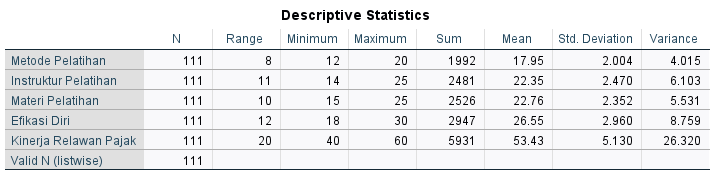 Descriptive Statistics
N Range Minimum Maximum Sum Mean Std. Deviation Variance
Metode Pelatihan 111 8 12 20 1992 17.95 2.004 4.015
Instruktur Pelatihan 111 11 14 25 2481 22.35 2.470 6.103
Materi Pelatihan 111 10 15 25 2526 22.76 2.352 5.531
Efikasi Diri 111 12 18 30 2947 26.55 2.960 8.759
Kinerja Relawan Pajak 111 20 40 60 5931 53.43 5.130 26.320
Valid N (listwise) 111